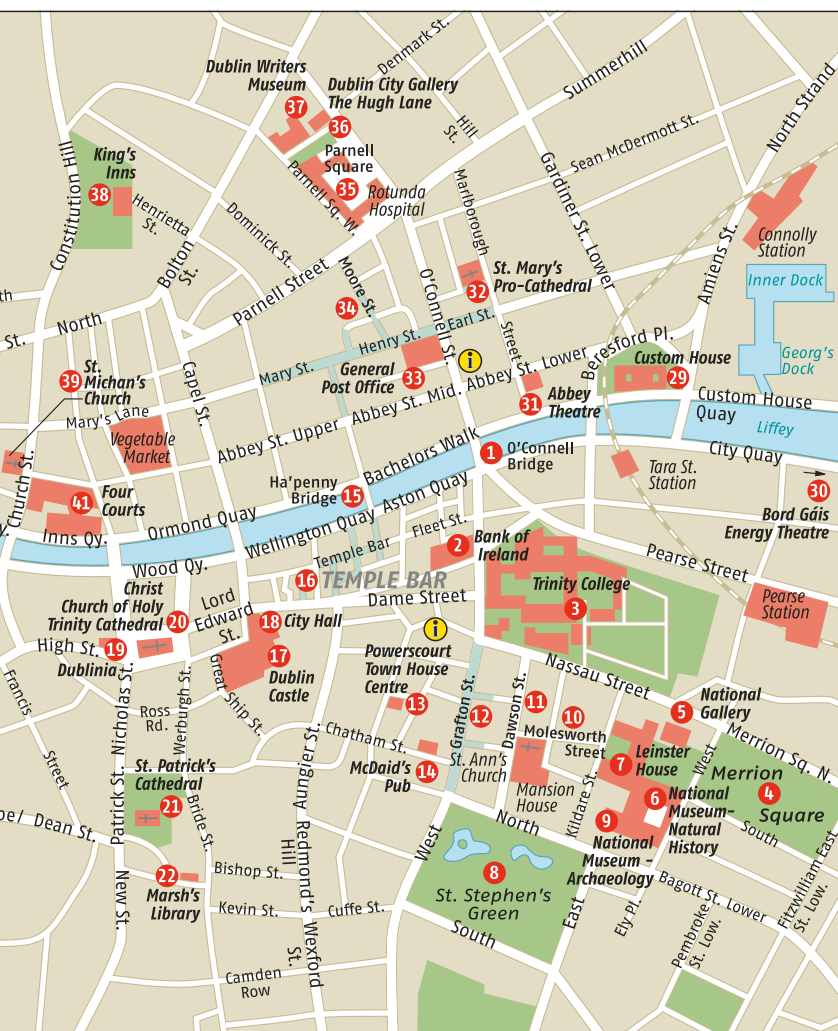 Denmark St.
Summerhill
North Strand
Dublin Writers
Museum
37
Dublin City Gallery
The Hugh Lane
36
Hill
St.
Sean McDermott St.
Gardiner St. Lower
Constitution Hill
King's
Inns
38
Henrietta
St.
Parnell
Square
35
Parnell Sq. W.
Rotunda
Hospital
Marlborough
Street
Dominick St.
Bolton
St.
Connolly
Station
Amiens St.
Inner Dock
Georg's
Dock
Parnell Street
Moore St.
34
O'Connell St.
St. Mary's
Pro-Cathedral
32
Earl St.
Henry St.
Mary St.
St.
North
General
Post Office
33
i
Abbey St. Upper
Abbey St. Mid.
Abbey St. Lower
Beresford Pl.
Custom House
29
31
Abbey
Theatre
Custom House
Quay
Liffey
City Quay
39
St.
Michan's
Church
Capel St.
Mary's Lane
Vegetable
Market
Church St.
41
Four
Courts
Inns Qy.
Ormond Quay
Wood Qy.
Bachelors Walk
1
O'Connell
Bridge
Ha'penny
Bridge
15
Aston Quay
Wellington Quay
Tara St.
Station
30
Bord Gáis
Energy Theatre
Fleet St.
2
Bank of
Ireland
Temple Bar
16
TEMPLE BAR
Dame Street
Pearse Street
Pearse
Station
Trinity College
3
Christ
Church of Holy
Trinity Cathedral
20
Lord
Edward
St.
18
City Hall
17
Dublin
Castle
High St.
19
Dublinia
i
Powerscourt
Town House
Centre
13
Nassau Street
Francis
Street
Nicholas St.
Ross
Rd.
Werburgh St.
Great Ship St.
Grafton St.
12
Dawson St.
11
10
Molesworth
Street
5
National
Gallery
Merrion Sq. N.
Chatham St.
McDaid's
Pub
14
St. Ann's
Church
Mansion
House
Kildare St.
7
Leinster
House
6
National
Museum–
Natural
History
West
Merrion
4
Square
South
9
National
Museum –
Archaeology
St. Patrick's
Cathedral
21
Patrick St.
Bride St.
Aungier St.
Redmond's
Hill
Dean St.
22
Marsh's
Library
Bishop St.
Kevin St.
Cuffe St.
New St.
Wexford
St.
Camden
Row
West
North
8
St. Stephen's
Green
South
East
Ely Pl.
Bagott St. Lower
Pembroke
St. Low.
Fitzwilliam East
St. Low.